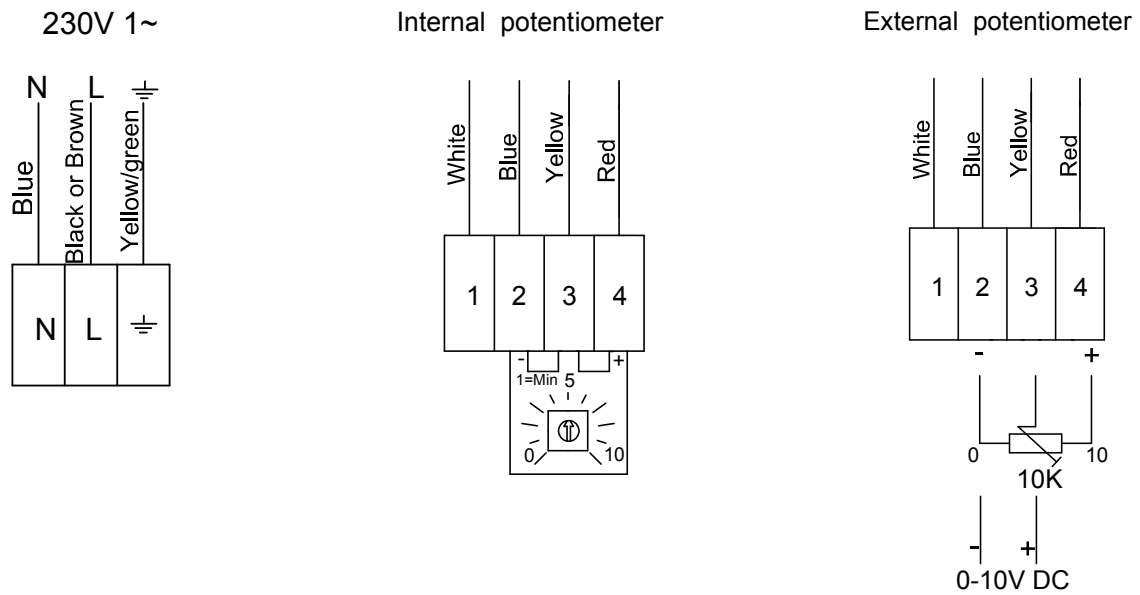 230V 1~
N L
Blue
Black or Brown
Yellow/green
N L
Internal potentiometer
White
Blue
Yellow
Red
1 2 3 4
- +
1=Min 5
0 10
External potentiometer
White
Blue
Yellow
Red
1 2 3 4
- +
0 10
10K
- +
0-10V DC